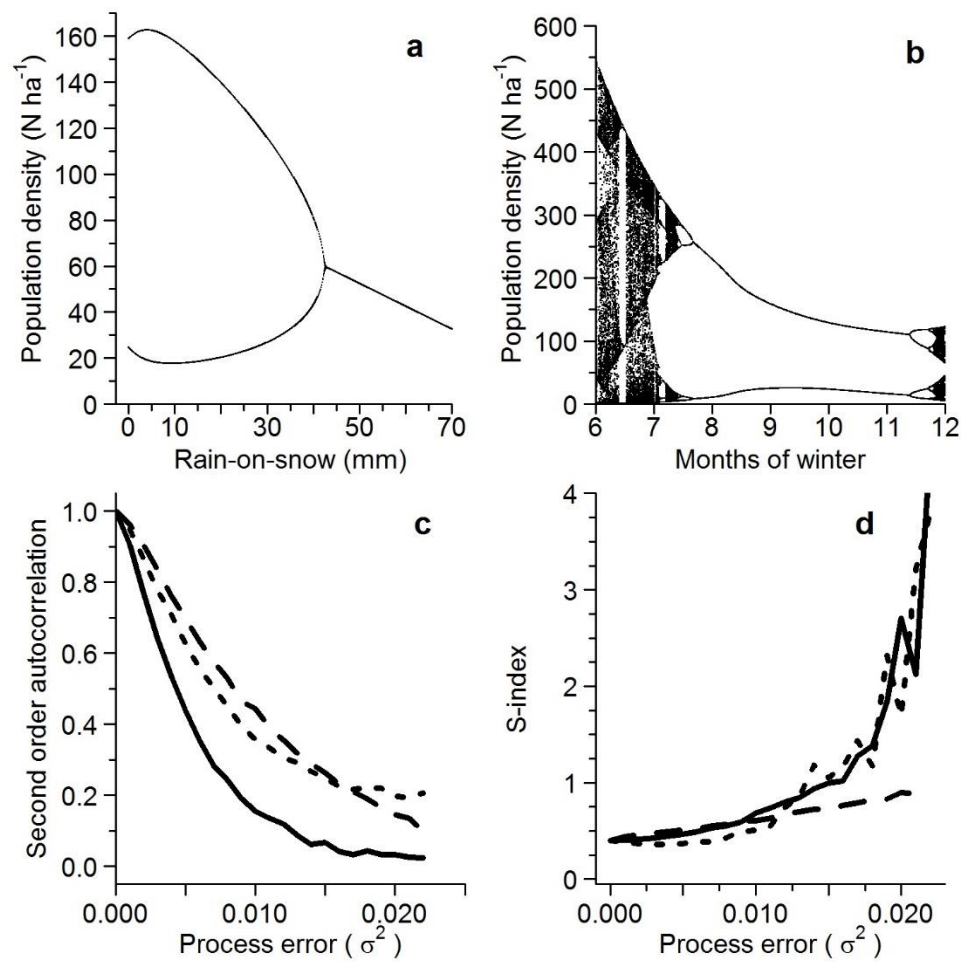 a
Population density (N ha⁻¹)
160
140
120
100
80
60
40
20
0
0 10 30 50 70
Rain-on-snow (mm)
b
Population density (N ha⁻¹)
600
500
400
300
200
100
0
6 7 8 9 10 11 12
Months of winter
c
Second order autocorrelation
1.0
0.8
0.6
0.4
0.2
0.0
0.000 0.010 0.020
Process error ( σ² )
d
S-index
4
3
2
1
0
0.000 0.010 0.020
Process error ( σ² )